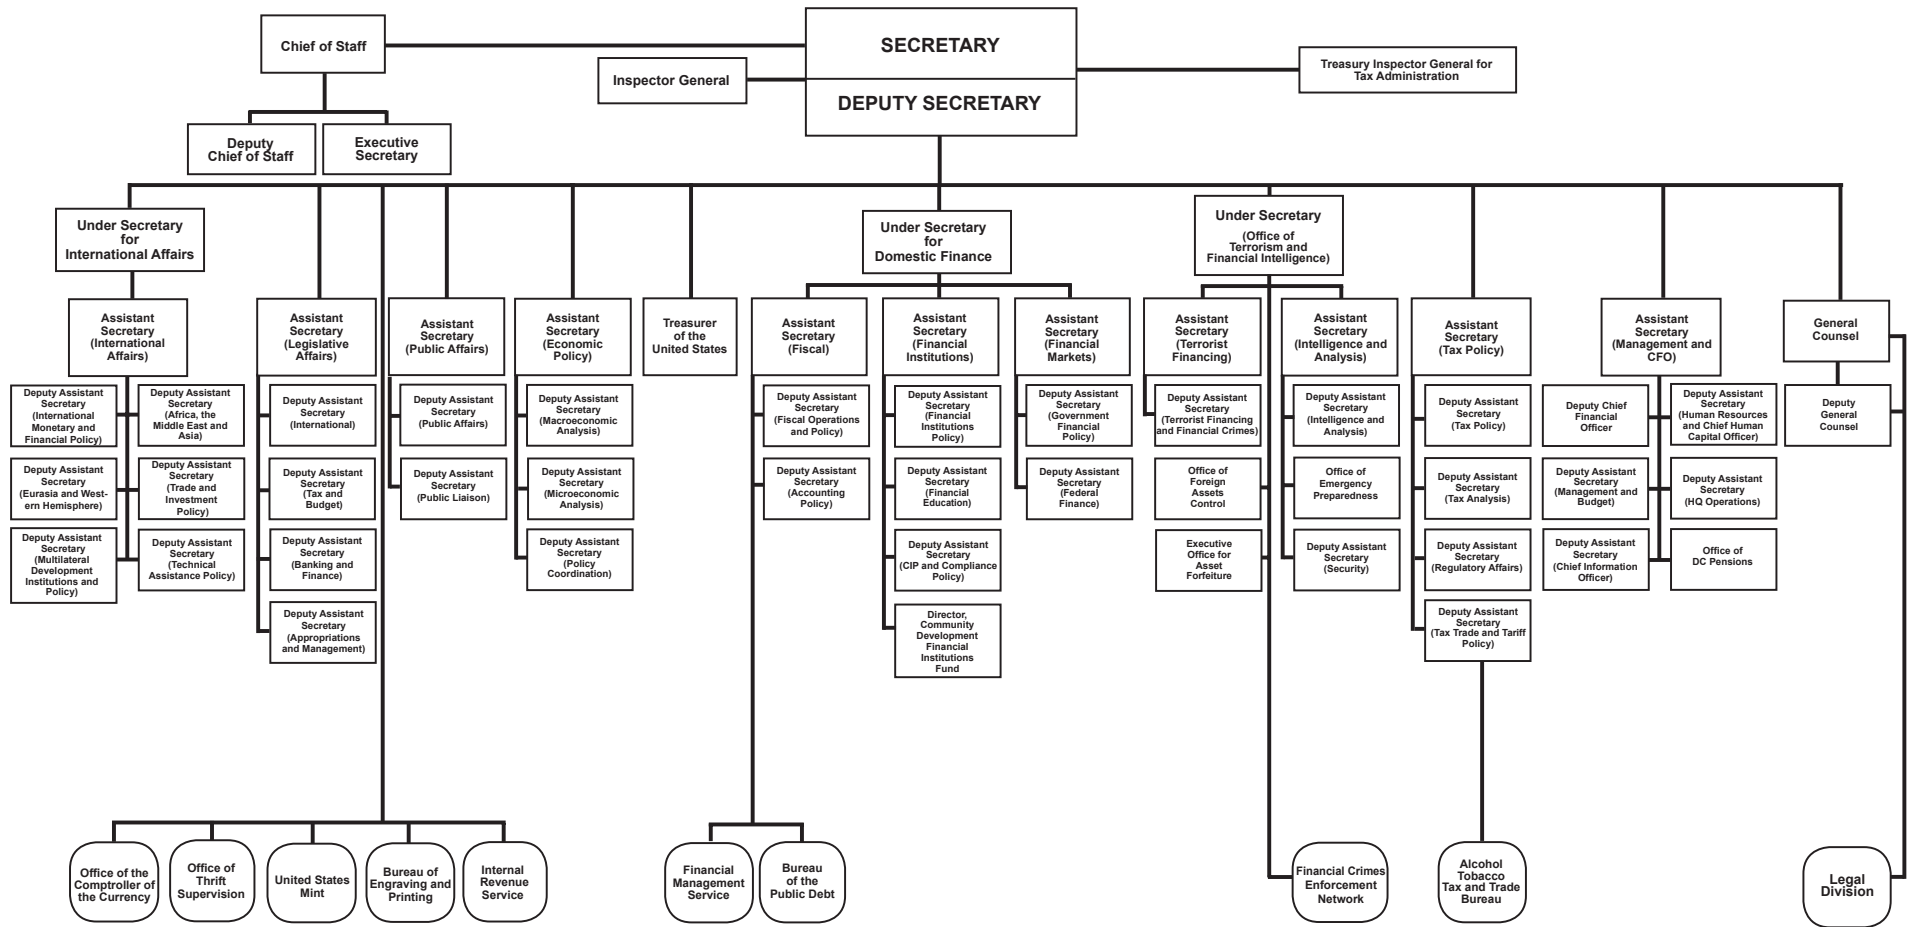 SECRETARY
DEPUTY SECRETARY
Chief of Staff
Inspector General
Treasury Inspector General for
Tax Administration
Deputy
Chief of Staff
Executive
Secretary
Under Secretary
for
International Affairs
Under Secretary
for
Domestic Finance
Under Secretary
(Office of
Terrorism and
Financial Intelligence)
Assistant
Secretary
(International
Affairs)
Assistant
Secretary
(Legislative
Affairs)
Assistant
Secretary
(Public Affairs)
Assistant
Secretary
(Economic
Policy)
Treasurer
of the
United States
Assistant
Secretary
(Fiscal)
Assistant
Secretary
(Financial
Institutions)
Assistant
Secretary
(Financial
Markets)
Assistant
Secretary
(Terrorist
Financing)
Assistant
Secretary
(Intelligence and
Analysis)
Assistant
Secretary
(Tax Policy)
Assistant
Secretary
(Management and
CFO)
General
Counsel
Deputy Assistant
Secretary
(International
Monetary and
Financial Policy)
Deputy Assistant
Secretary
(Africa, the
Middle East and
Asia)
Deputy Assistant
Secretary
(International)
Deputy Assistant
Secretary
(Public Affairs)
Deputy Assistant
Secretary
(Macroeconomic
Analysis)
Deputy Assistant
Secretary
(Fiscal Operations
and Policy)
Deputy Assistant
Secretary
(Financial
Institutions
Policy)
Deputy Assistant
Secretary
(Government
Financial
Policy)
Deputy Assistant
Secretary
(Terrorist Financing
and Financial Crimes)
Deputy Assistant
Secretary
(Intelligence and
Analysis)
Deputy Assistant
Secretary
(Tax Policy)
Deputy Chief
Financial
Officer
Deputy Assistant
Secretary
(Human Resources
and Chief Human
Capital Officer)
Deputy
General
Counsel
Deputy Assistant
Secretary
(Eurasia and West-
ern Hemisphere)
Deputy Assistant
Secretary
(Trade and
Investment
Policy)
Deputy Assistant
Secretary
(Tax and
Budget)
Deputy Assistant
Secretary
(Public Liaison)
Deputy Assistant
Secretary
(Microeconomic
Analysis)
Deputy Assistant
Secretary
(Accounting
Policy)
Deputy Assistant
Secretary
(Financial
Education)
Deputy Assistant
Secretary
(Federal
Finance)
Office of
Foreign
Assets
Control
Office of
Emergency
Preparedness
Deputy Assistant
Secretary
(Tax Analysis)
Deputy Assistant
Secretary
(Management and
Budget)
Deputy Assistant
Secretary
(HQ Operations)
Deputy Assistant
Secretary
(Multilateral
Development
Institutions and
Policy)
Deputy Assistant
Secretary
(Technical
Assistance Policy)
Deputy Assistant
Secretary
(Banking and
Finance)
Deputy Assistant
Secretary
(Policy
Coordination)
Deputy Assistant
Secretary
(CIP and Compliance
Policy)
Executive
Office for
Asset
Forfeiture
Deputy Assistant
Secretary
(Security)
Deputy Assistant
Secretary
(Regulatory Affairs)
Deputy Assistant
Secretary
(Chief Information
Officer)
Office of
DC Pensions
Deputy Assistant
Secretary
(Appropriations
and Management)
Director,
Community
Development
Financial
Institutions
Fund
Deputy Assistant
Secretary
(Tax Trade and Tariff
Policy)
Office of the
Comptroller of
the Currency
Office of
Thrift
Supervision
United States
Mint
Bureau of
Engraving and
Printing
Internal
Revenue
Service
Financial
Management
Service
Bureau
of the
Public Debt
Financial Crimes
Enforcement
Network
Alcohol
Tobacco
Tax and Trade
Bureau
Legal
Division